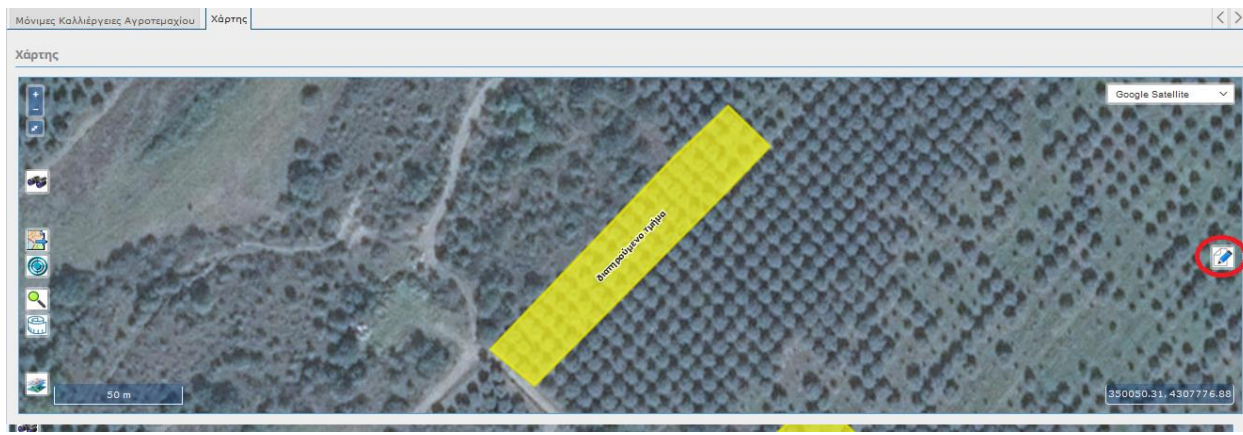 Μόνιμες Καλλιέργειες Αγροτεμαχίου Χάρτης
Χάρτης
Google Satellite
διατηρούμενο τμήμα
50 m
350050.31, 4307776.88